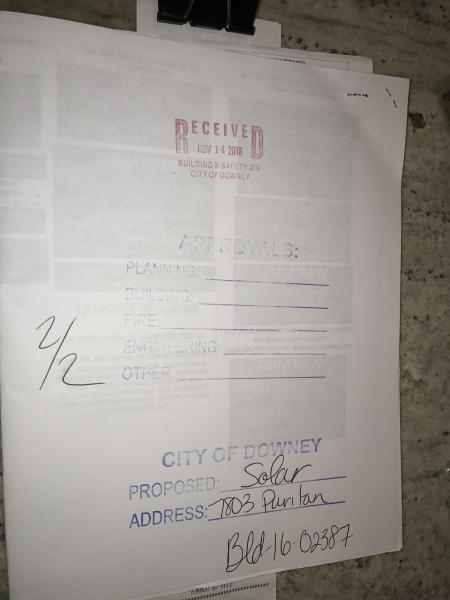 RECEIVED
NOV 14 2016
BUILDING & SAFETY DIV.
CITY OF DOWNEY
APPROVALS:
PLANNING:
BUILDING:
FIRE:
ENGINEERING:
OTHER
2/2
CITY OF DOWNEY
PROPOSED: Solar
ADDRESS: 7803 Puritan
Bld-16-02387